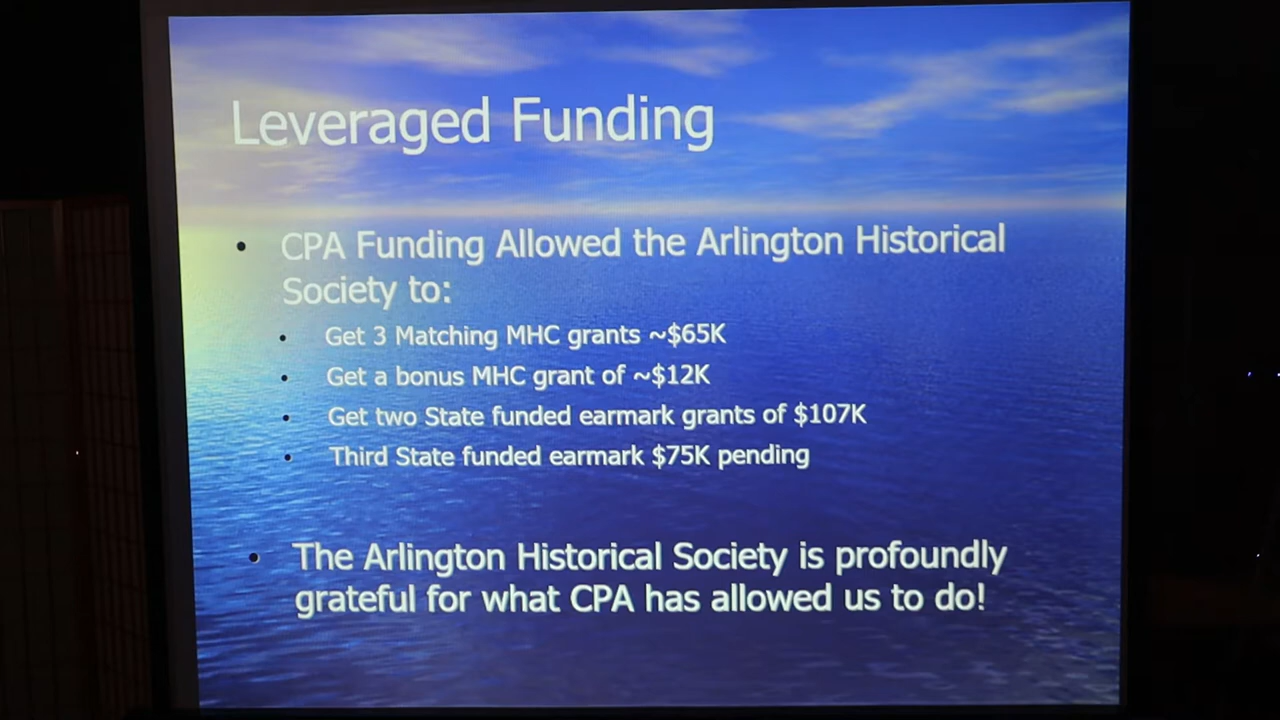 Leveraged Funding
• CPA Funding Allowed the Arlington Historical
Society to:
• Get 3 Matching MHC grants ~$65K
• Get a bonus MHC grant of ~$12K
• Get two State funded earmark grants of $107K
• Third State funded earmark $75K pending
• The Arlington Historical Society is profoundly
grateful for what CPA has allowed us to do!